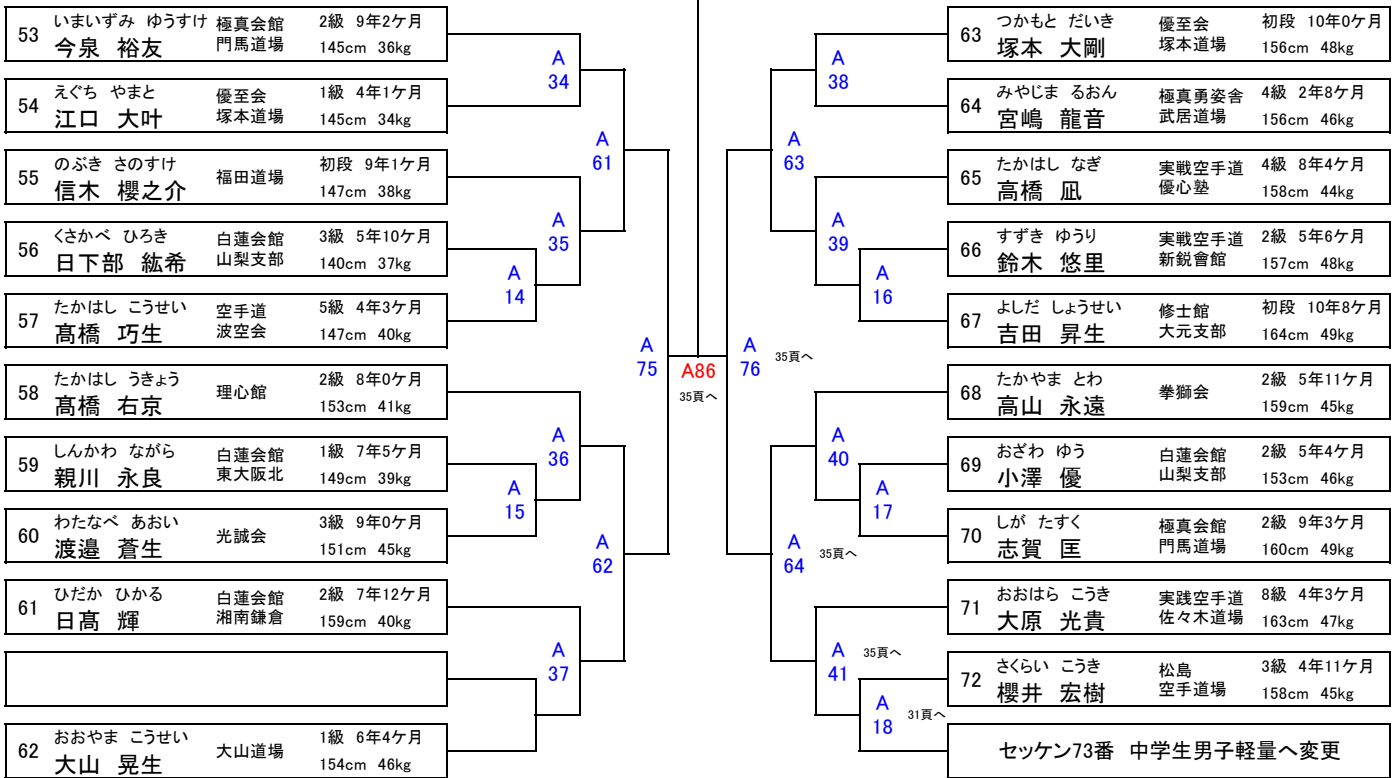 53 いまいずみ ゆうすけ 極真会館 2級 9年2ケ月
今泉 裕友 門馬道場 145cm 36kg
54 えぐち やまと 優至会 1級 4年1ケ月
江口 大叶 塚本道場 145cm 34kg
55 のぶき さのすけ 福田道場 初段 9年1ケ月
信木 櫻之介 147cm 38kg
56 くさかべ ひろき 白蓮会館 3級 5年10ケ月
日下部 紘希 山梨支部 140cm 37kg
57 たかはし こうせい 空手道 5級 4年3ケ月
髙橋 巧生 波空会 147cm 40kg
58 たかはし うきょう 理心館 2級 8年0ケ月
髙橋 右京 153cm 41kg
59 しんかわ ながら 白蓮会館 1級 7年5ケ月
親川 永良 東大阪北 149cm 39kg
60 わたなべ あおい 光誠会 3級 9年0ケ月
渡邉 蒼生 151cm 45kg
61 ひだか ひかる 白蓮会館 2級 7年12ケ月
日髙 輝 湘南鎌倉 159cm 40kg
62 おおやま こうせい 大山道場 1級 6年4ケ月
大山 晃生 154cm 46kg
A
34
A
61
A
35
A
14
A
75
A
36
A
15
A
62
A
37
A86
35頁へ
A
76 35頁へ
A
38
A
63
A
39
A
16
A
40
A
17
A
64 35頁へ
A
41 35頁へ
A
18 31頁へ
63 つかもと だいき 優至会 初段 10年0ケ月
塚本 大剛 塚本道場 156cm 48kg
64 みやじま るおん 極真勇姿舎 4級 2年8ケ月
宮嶋 龍音 武居道場 156cm 46kg
65 たかはし なぎ 実戦空手道 4級 8年4ケ月
高橋 凪 優心塾 158cm 44kg
66 すずき ゆうり 実戦空手道 2級 5年6ケ月
鈴木 悠里 新鋭會館 157cm 48kg
67 よしだ しょうせい 修士館 初段 10年8ケ月
吉田 昇生 大元支部 164cm 49kg
68 たかやま とわ 拳獅会 2級 5年11ケ月
高山 永遠 159cm 45kg
69 おざわ ゆう 白蓮会館 2級 5年4ケ月
小澤 優 山梨支部 153cm 46kg
70 しが たすく 極真会館 2級 9年3ケ月
志賀 匡 門馬道場 160cm 49kg
71 おおはら こうき 実践空手道 8級 4年3ケ月
大原 光貴 佐々木道場 163cm 47kg
72 さくらい こうき 松島 3級 4年11ケ月
櫻井 宏樹 空手道場 158cm 45kg
セッケン73番 中学生男子軽量へ変更